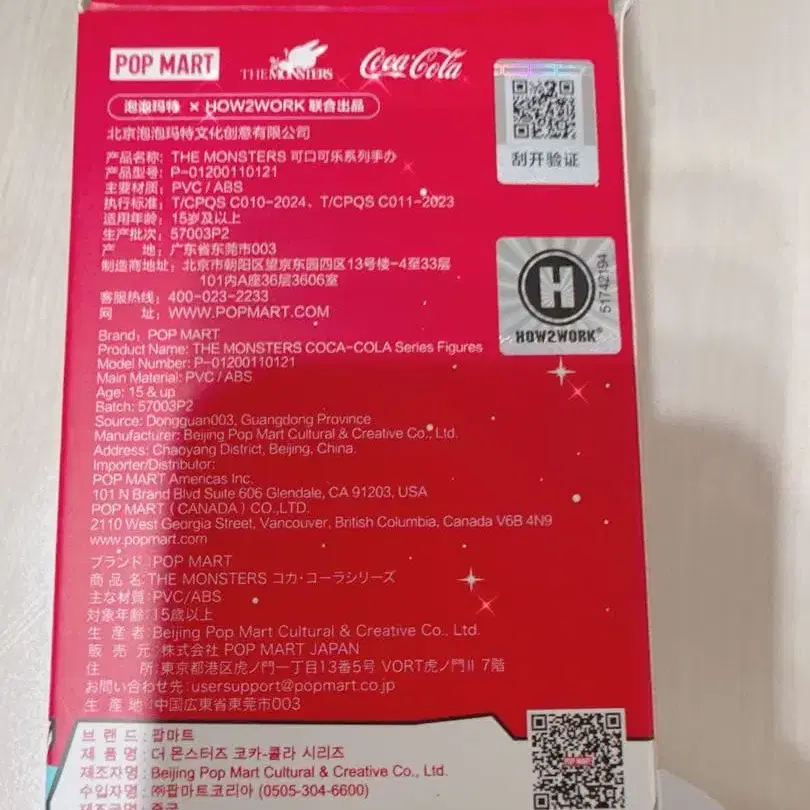 POP MART
THE MONSTERS
Coca-Cola
泡泡玛特 × HOW2WORK 联合出品
北京泡泡玛特文化创意有限公司
产品名称: THE MONSTERS 可口可乐系列手办
产品型号: P-01200110121
主要材质: PVC / ABS
执行标准: T/CPQS C010-2024、T/CPQS C011-2023
适用年龄: 15岁及以上
生产批次: 57003P2
产 地: 广东省东莞市003
制造商地址: 北京市朝阳区望京东园四区13号楼-4至33层
101内A座36层3606室
客服热线: 400-023-2233
网 址: WWW.POPMART.COM
刮开验证
H
HOW2WORK®
51742194
Brand: POP MART
Product Name: THE MONSTERS COCA-COLA Series Figures
Model Number: P-01200110121
Main Material: PVC / ABS
Age: 15 & up
Batch: 57003P2
Source: Dongguan003, Guangdong Province
Manufacturer: Beijing Pop Mart Cultural & Creative Co., Ltd.
Address: Chaoyang District, Beijing, China.
Importer/Distributor:
POP MART Americas Inc.
101 N Brand Blvd Suite 606 Glendale, CA 91203, USA
POP MART (CANADA) CO.,LTD.
2110 West Georgia Street, Vancouver, British Columbia, Canada V6B 4N9
www.popmart.com
ブランド:POP MART
商 品 名:THE MONSTERS コカ・コーラシリーズ
主な材質:PVC/ABS
対象年齢:15歳以上
生 産 者:Beijing Pop Mart Cultural & Creative Co., Ltd.
販 売 元:株式会社 POP MART JAPAN
住 所:東京都港区虎ノ門一丁目13番5号 VORT虎ノ門II 7階
お問い合わせ先:usersupport@popmart.co.jp
生 産 地:中国広東省東莞市003
브 랜 드:팝마트
제 품 명:더 몬스터즈 코카-콜라 시리즈
제조자명:Beijing Pop Mart Cultural & Creative Co., Ltd.
수입자명:㈜팝마트코리아 (0505-304-6600)
제조국명:중국
POP MART